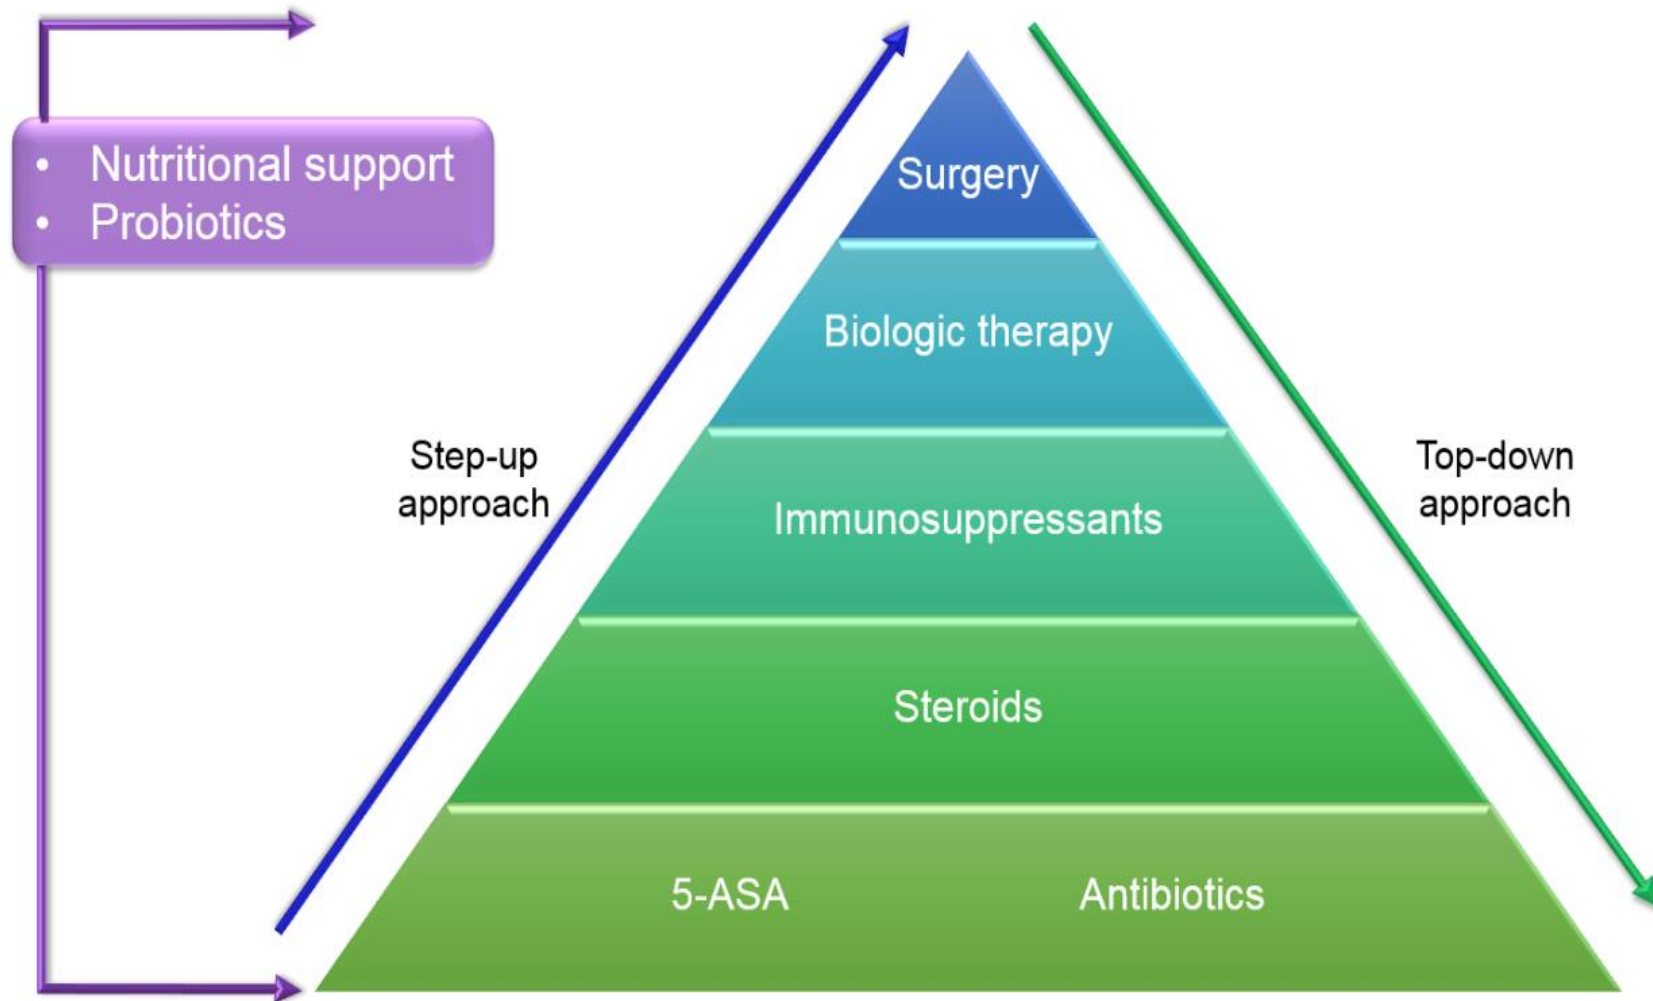 • Nutritional support
• Probiotics
Surgery
Biologic therapy
Step-up
approach
Top-down
approach
Immunosuppressants
Steroids
5-ASA Antibiotics